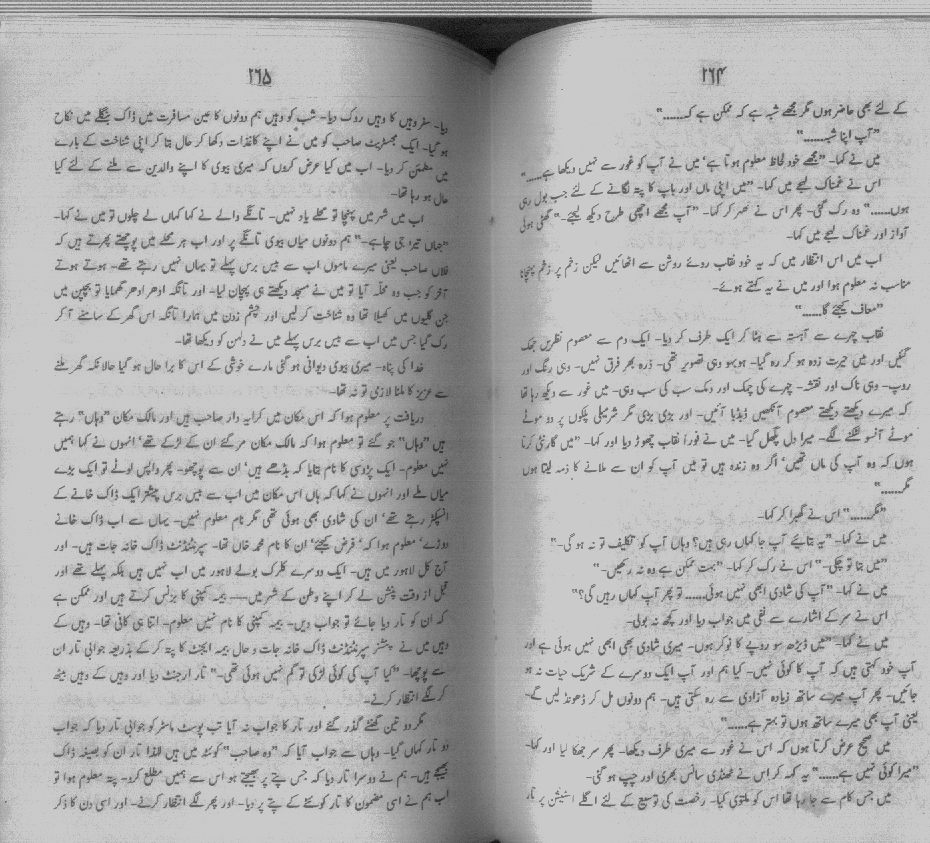 ۲۶۴
کے لئے بھی حاضر ہوں مگر مجھے شبہ ہے کہ ممکن ہے کہ......"
"آپ اپنا شبہ......"
میں نے کہا۔ "مجھے خود لحاظ معلوم ہوتا ہے' میں نے آپ کو غور سے نہیں دیکھا ہے......"
اس نے غمناک لہجے میں کہا۔ "میں اپنی ماں اور باپ کا پتہ لگانے کے لئے جب بول رہی
ہوں......" وہ رک گئی۔ پھر اس نے ٹھہر کر کہا۔ "آپ مجھے اچھی طرح دیکھ لیجئے۔" گھٹی ہوئی
آواز اور غمناک لہجے میں کہا۔
اب میں اس انتظار میں کہ یہ خود نقاب روئے روشن سے اٹھائیں لیکن زخم پر زخم پہنچانا
مناسب نہ معلوم ہوا اور میں نے یہ کہتے ہوئے۔
"معاف کیجئے گا......"
نقاب چہرے سے آہستہ سے ہٹا کر ایک طرف کر دیا۔ ایک دم سے معصوم نظریں جھک
گئیں اور میں حیرت زدہ ہو کر رہ گیا۔ ہوبہو وہی تصویر تھی۔ ذرہ بھر فرق نہیں۔ وہی رنگ اور
روپ۔ وہی ناک اور نقشہ۔ چہرے کی چمک اور دمک سب کی سب وہی۔ میں غور سے دیکھ رہا تھا
کہ میرے دیکھتے دیکھتے معصوم آنکھیں ڈبڈبا آئیں۔ اور بڑی بڑی مگر شرمیلی پلکوں پر دو موٹے
موٹے آنسو جھلکنے لگے۔ میرا دل پگھل گیا۔ میں نے فوراً نقاب چھوڑ دیا اور کہا۔ "میں گارنٹی کرتا
ہوں کہ وہ آپ کی ماں تھیں' اگر وہ زندہ ہیں تو میں آپ کو ان سے ملانے کا ذمہ لیتا ہوں
مگر......"
"مگر......" اس نے گھبرا کر کہا۔
میں نے کہا۔ "یہ بتائیے آپ جا کہاں رہی ہیں؟ وہاں آپ کو تکلیف تو نہ ہو گی۔"
"میں بتا تو چکی۔" اس نے رک کر کہا۔ "بہت ممکن ہے وہ نہ رکھیں۔"
میں نے کہا۔ "آپ کی شادی ابھی نہیں ہوئی...... تو پھر آپ کہاں رہیں گی؟"
اس نے سر کے اشارے سے نفی میں جواب دیا اور کچھ نہ بولی۔
میں نے کہا۔ "میں ڈیڑھ سو روپے کا نوکر ہوں۔ میری شادی بھی ابھی نہیں ہوئی ہے اور
آپ خود کہتی ہیں کہ آپ کا کوئی نہیں۔ کیا ہم اور آپ ایک دوسرے کے شریک حیات نہ ہو
جائیں۔ پھر آپ میرے ساتھ زیادہ آزادی سے رہ سکتی ہیں۔ ہم دونوں مل کر ڈھونڈ لیں گے۔
یعنی آپ بھی میرے ساتھ ہوں تو بہتر ہے......"
میں صحیح عرض کرتا ہوں کہ اس نے غور سے میری طرف دیکھا۔ پھر سر جھکا لیا اور کہا۔
"میرا کوئی نہیں ہے......" یہ کہہ کر اس نے ٹھنڈی سانس بھری اور چپ ہو گئی۔
میں جس کام سے جا رہا تھا اس کو ملتوی کیا۔ رخصت کی توسیع کے لئے اگلے اسٹیشن پر تار
۲۶۵
دیا۔ سفر وہیں کا وہیں روک دیا۔ شب کو وہیں ہم دونوں کا عین مسافرت میں ڈاک بنگلے میں نکاح
ہو گیا۔ ایک مجسٹریٹ صاحب کو میں نے اپنے کاغذات دکھا کر حال بتا کر اپنی شناخت کے بارے
میں مطمئن کر دیا۔ اب میں کیا عرض کروں کہ میری بیوی کا اپنے والدین سے ملنے کے لئے کیا
حال ہو رہا تھا۔
اب میں شہر میں پہنچا تو محلے یاد نہیں۔ تانگے والے نے کہا کہاں لے چلوں تو میں نے کہا۔
"جہاں تیرا جی چاہے۔" ہم دونوں میاں بیوی تانگے پر اور اب ہر محلے میں پوچھتے پھرتے ہیں کہ
فلاں صاحب یعنی میرے ماموں اب سے بیس برس پہلے تو یہاں نہیں رہتے تھے۔ ہوتے ہوتے
آخر کو جب وہ محلہ آیا تو میں نے مسجد دیکھتے ہی پہچان لیا۔ اور تانگہ ادھر ادھر گھمایا تو بچپن میں
جن گلیوں میں کھیلا تھا وہ شناخت کر لیں اور چشم زدن میں ہمارا تانگہ اس گھر کے سامنے آ کر
رک گیا جس میں اب سے بیس برس پہلے میں نے دلہن کو دیکھا تھا۔
خدا کی پناہ۔ میری بیوی دیوانی ہو گئی مارے خوشی کے اس کا برا حال ہو گیا حالانکہ گھر ملنے
سے عزیز کا ملنا لازی تو نہ تھا۔
دریافت پر معلوم ہوا کہ اس مکان میں کرایہ دار صاحب ہیں اور مالک مکان "وہاں" رہتے
ہیں "وہاں" جو گئے تو معلوم ہوا کہ مالک مکان مر گئے ان کے لڑکے تھے' انہوں نے کہا ہمیں
نہیں معلوم۔ ایک پڑوسی کا نام بتایا کہ بڈھے ہیں' ان سے پوچھو۔ پھر واپس لوٹے تو ایک بڑے
میاں ملے اور انہوں نے کہا کہ ہاں اس مکان میں اب سے بیس برس پیشتر ایک ڈاک خانے کے
انسپکٹر رہتے تھے' ان کی شادی بھی ہوئی تھی مگر نام معلوم نہیں۔ یہاں سے اب ڈاک خانے
دوڑے' معلوم ہوا کہ' فرض کیجئے' ان کا نام محمد خاں تھا۔ سپرنٹنڈنٹ ڈاک خانہ جات ہیں۔ اور
آج کل لاہور میں ہیں۔ ایک دوسرے کلرک بولے لاہور میں اب نہیں ہیں بلکہ پہلے تھے اور
قبل از وقت پنشن لے کر اپنے وطن کے شہر میں—— بیمہ کمپنی کا بزنس کرتے ہیں اور ممکن ہے
کہ ان کو تار دیا جائے تو جواب دیں۔ بیمہ کمپنی کا نام نہیں معلوم۔ اتنا ہی کافی تھا۔ وہیں کے
وہیں میں نے پنشنر سپرنٹنڈنٹ ڈاک خانہ جات و حال بیمہ ایجنٹ کا پتہ کر کے بذریعہ جوابی تار ان
سے پوچھا۔ "کیا آپ کی کوئی لڑکی تو گم نہیں ہوئی تھی۔" تار ارجنٹ دیا اور وہیں کے وہیں بیٹھ
کر لگے انتظار کرنے۔
مگر دو تین گھنٹے گذر گئے اور تار کا جواب نہ آیا تب پوسٹ ماسٹر کو جوابی تار دیا کہ جواب
دو تار کہاں گیا۔ وہاں سے جواب آیا کہ "وہ صاحب" کوئٹہ میں ہیں لہٰذا تار ان کو بصیغہ ڈاک
بھیجے ہیں۔ ہم نے دوسرا تار دیا کہ جس پتے پر بھیجتے ہو اس سے ہمیں مطلع کرو۔ پتہ معلوم ہوا تو
اب ہم نے اسی مضمون کا تار کوئٹے کے پتے پر دیا۔ اور پھر لگے انتظار کرنے۔ اور اسی دن کا ذکر